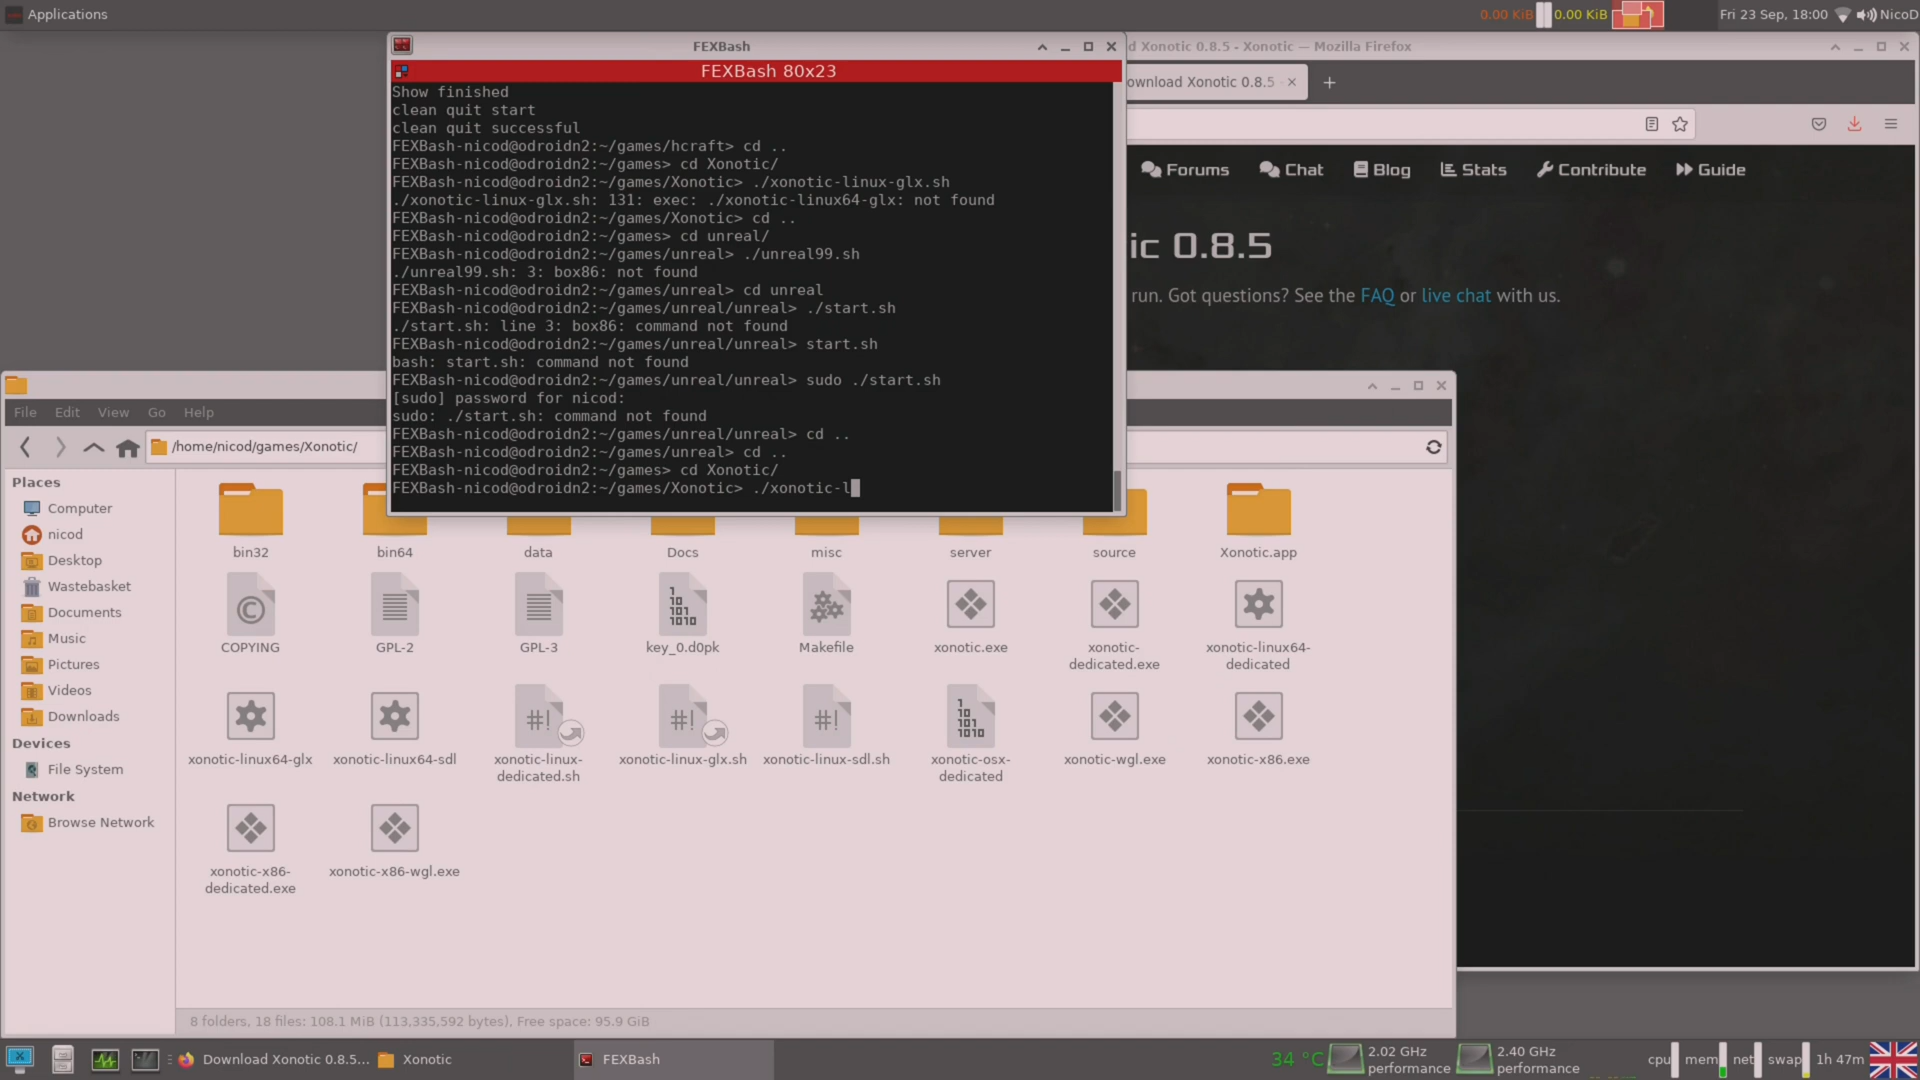 Applications
0.00 KiB
0.00 KiB
Fri 23 Sep, 18:00
NicoD
FEXBash
d Xonotic 0.8.5 - Xonotic — Mozilla Firefox
FEXBash 80x23
ownload Xonotic 0.8.5
Show finished
clean quit start
clean quit successful
FEXBash-nicod@odroidn2:~/games/hcraft> cd ..
FEXBash-nicod@odroidn2:~/games> cd Xonotic/
FEXBash-nicod@odroidn2:~/games/Xonotic> ./xonotic-linux-glx.sh
./xonotic-linux-glx.sh: 131: exec: ./xonotic-linux64-glx: not found
FEXBash-nicod@odroidn2:~/games/Xonotic> cd ..
FEXBash-nicod@odroidn2:~/games> cd unreal/
FEXBash-nicod@odroidn2:~/games/unreal> ./unreal99.sh
./unreal99.sh: 3: box86: not found
FEXBash-nicod@odroidn2:~/games/unreal> cd unreal
FEXBash-nicod@odroidn2:~/games/unreal/unreal> ./start.sh
./start.sh: line 3: box86: command not found
FEXBash-nicod@odroidn2:~/games/unreal/unreal> start.sh
bash: start.sh: command not found
FEXBash-nicod@odroidn2:~/games/unreal/unreal> sudo ./start.sh
[sudo] password for nicod:
sudo: ./start.sh: command not found
FEXBash-nicod@odroidn2:~/games/unreal/unreal> cd ..
FEXBash-nicod@odroidn2:~/games/unreal> cd ..
FEXBash-nicod@odroidn2:~/games> cd Xonotic/
FEXBash-nicod@odroidn2:~/games/Xonotic> ./xonotic-l
Forums
Chat
Blog
Stats
Contribute
Guide
ic 0.8.5
run. Got questions? See the FAQ or live chat with us.
File
Edit
View
Go
Help
/home/nicod/games/Xonotic/
Places
Computer
nicod
Desktop
Wastebasket
Documents
Music
Pictures
Videos
Downloads
Devices
File System
Network
Browse Network
bin32
bin64
data
Docs
misc
server
source
Xonotic.app
COPYING
GPL-2
GPL-3
key_0.d0pk
Makefile
xonotic.exe
xonotic-
dedicated.exe
xonotic-linux64-
dedicated
xonotic-linux64-glx
xonotic-linux64-sdl
xonotic-linux-
dedicated.sh
xonotic-linux-glx.sh
xonotic-linux-sdl.sh
xonotic-osx-
dedicated
xonotic-wgl.exe
xonotic-x86.exe
xonotic-x86-
dedicated.exe
xonotic-x86-wgl.exe
8 folders, 18 files: 108.1 MiB (113,335,592 bytes), Free space: 95.9 GiB
Download Xonotic 0.8.5...
Xonotic
FEXBash
34 °C
2.02 GHz
performance
2.40 GHz
performance
cpu
mem
net
swap
1h 47m